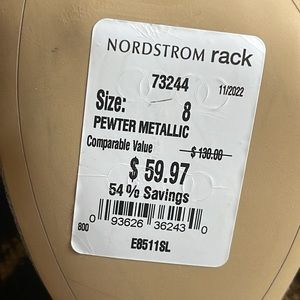 NORDSTROM rack
73244 11/2022
Size: 8
PEWTER METALLIC
Comparable Value $ 130.00
$ 59.97
54% Savings
0 93626 36243 0
800 E8511SL